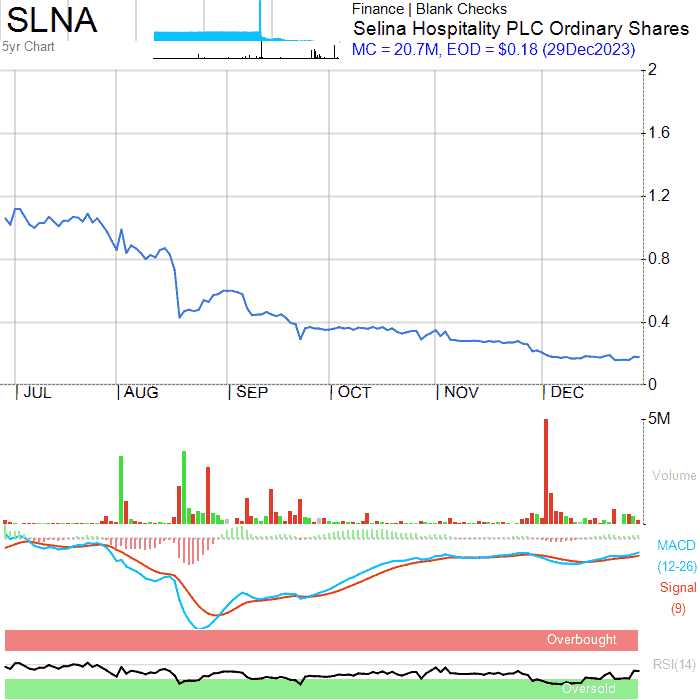 SLNA
5yr Chart
Finance | Blank Checks
Selina Hospitality PLC Ordinary Shares
MC = 20.7M, EOD = $0.18 (29Dec2023)
2
1.6
1.2
0.8
0.4
0
JUL
AUG
SEP
OCT
NOV
DEC
5M
Volume
MACD
(12-26)
Signal
(9)
Overbought
RSI(14)
Oversold